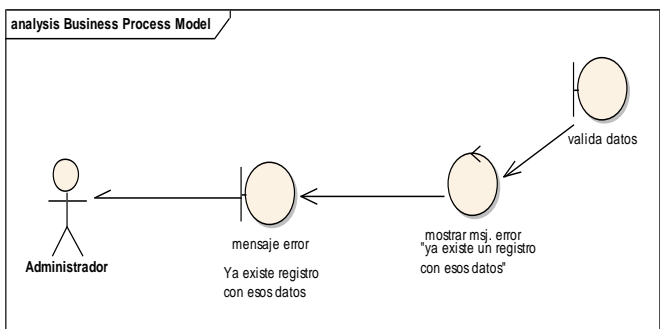 analysis Business Process Model
valida datos
mostrar msj. error
"ya existe un registro
con esos datos"
mensaje error
Ya existe registro
con esos datos
Administrador